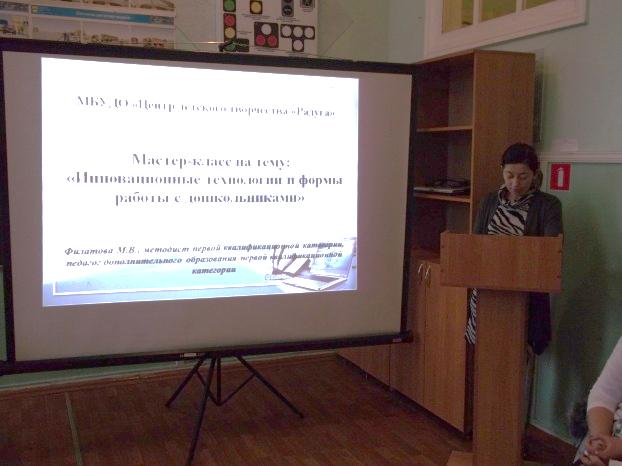 МБУДО «Центр детского творчества «Радуга»
Мастер-класс на тему:
«Инновационные технологии и формы
работы с дошкольниками»
Филатова М.В., методист первой квалификационной категории,
педагог дополнительного образования первой квалификационной
категории